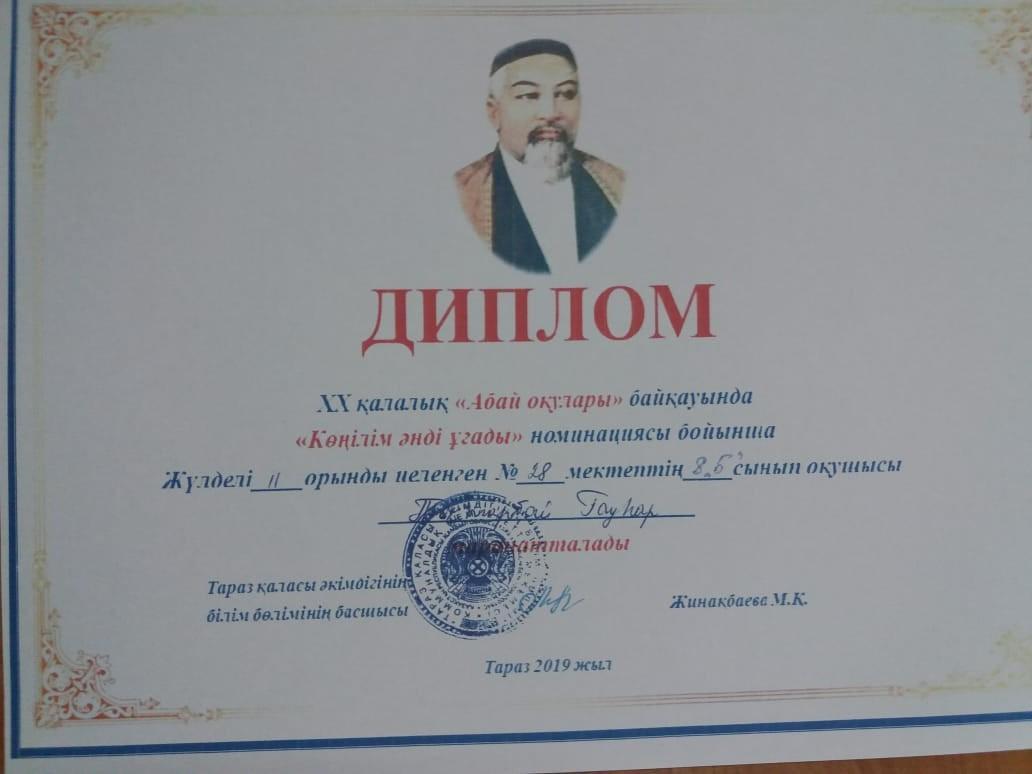 ДИПЛОМ
XX қалалық «Абай оқулары» байқауында
«Көңілім әнді ұғады» номинациясы бойынша
Жүлделі II орынды иеленген № 28 мектептің 8 "Б" сынып оқушысы
Гауһар
марапатталады
Тараз қаласы әкімдігінің
білім бөлімінің басшысы
Жинақбаева М.Қ.
Тараз 2019 жыл